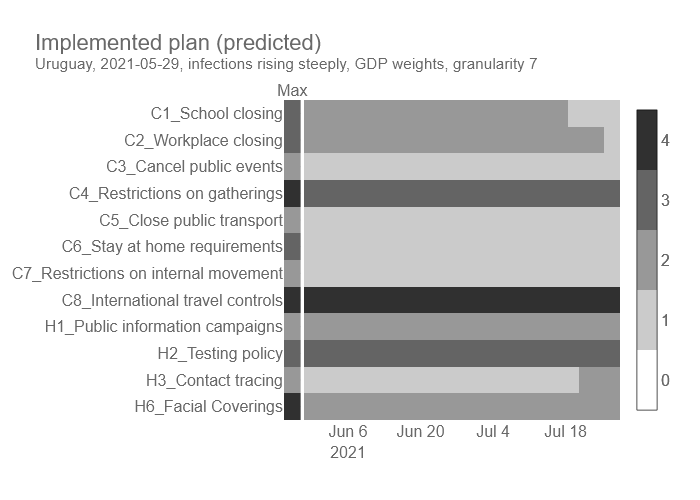 Implemented plan (predicted)
Uruguay, 2021-05-29, infections rising steeply, GDP weights, granularity 7
Max
C1_School closing
C2_Workplace closing
C3_Cancel public events
C4_Restrictions on gatherings
C5_Close public transport
C6_Stay at home requirements
C7_Restrictions on internal movement
C8_International travel controls
H1_Public information campaigns
H2_Testing policy
H3_Contact tracing
H6_Facial Coverings
Jun 6 Jun 20 Jul 4 Jul 18
2021
4
3
2
1
0